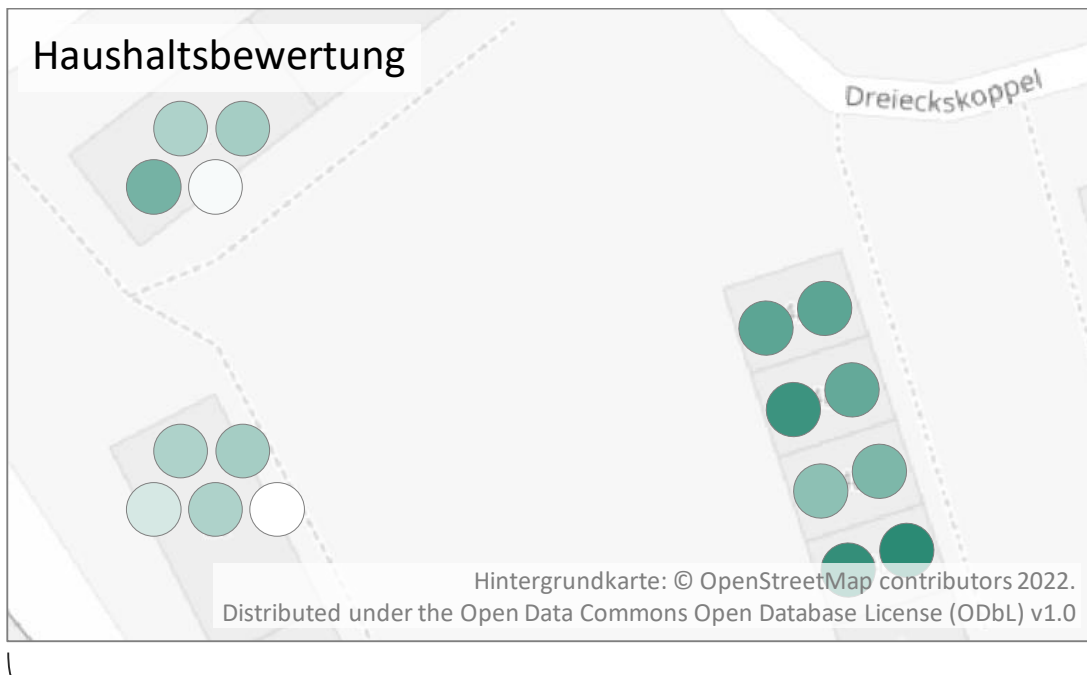 Haushaltsbewertung
Dreieckskoppel
Hintergrundkarte: © OpenStreetMap contributors 2022.
Distributed under the Open Data Commons Open Database License (ODbL) v1.0